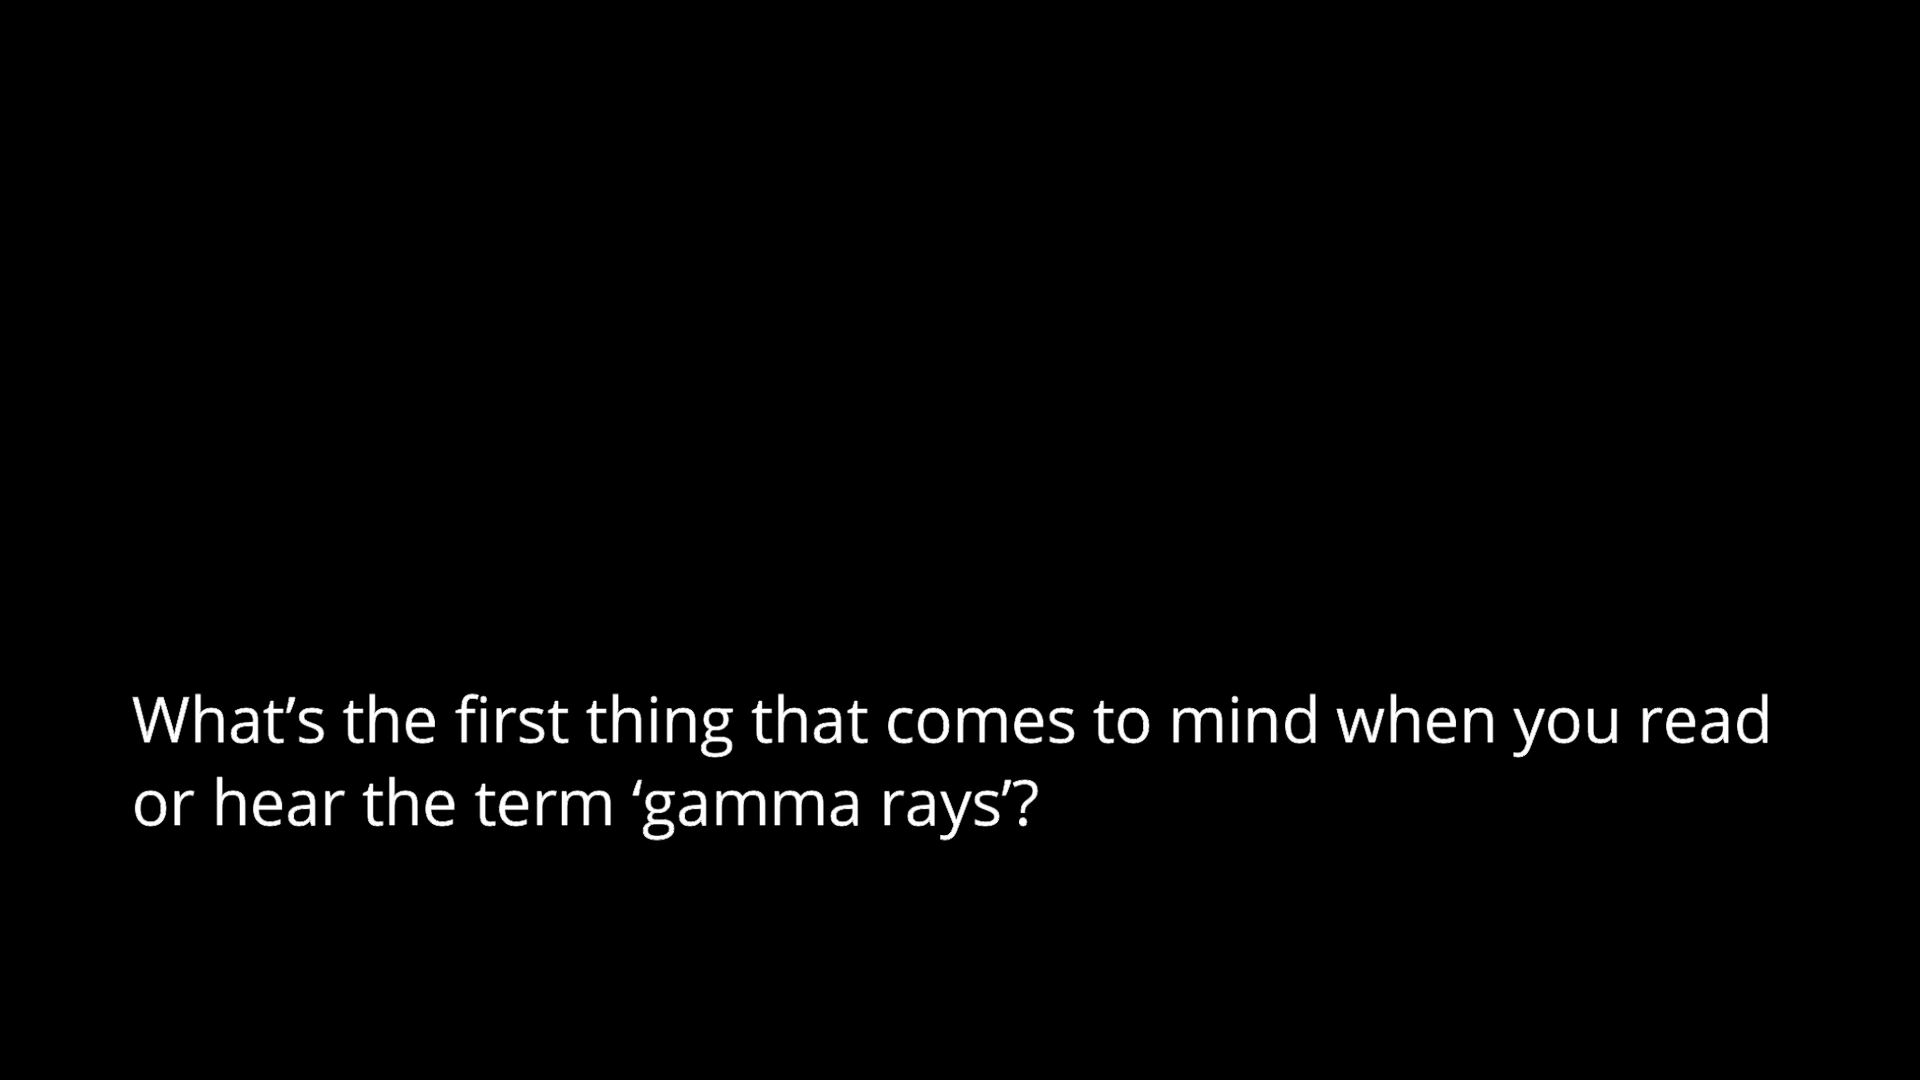 What’s the first thing that comes to mind when you read
or hear the term ‘gamma rays’?